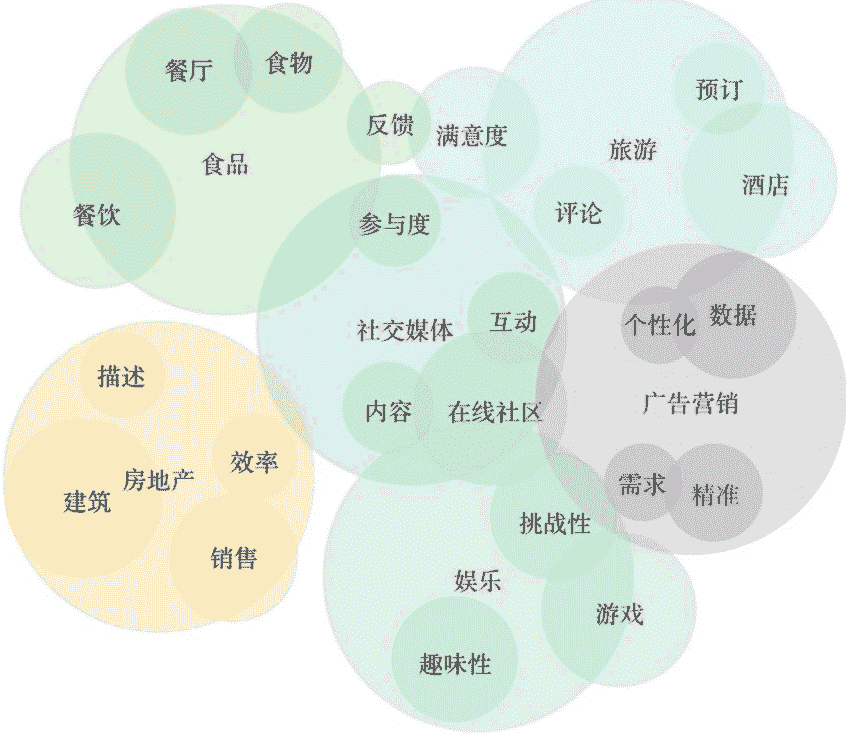 餐厅
食物
预订
反馈
满意度
旅游
食品
酒店
餐饮
参与度
评论
社交媒体
互动
个性化
数据
描述
内容
在线社区
广告营销
效率
房地产
建筑
需求
精准
挑战性
销售
娱乐
游戏
趣味性